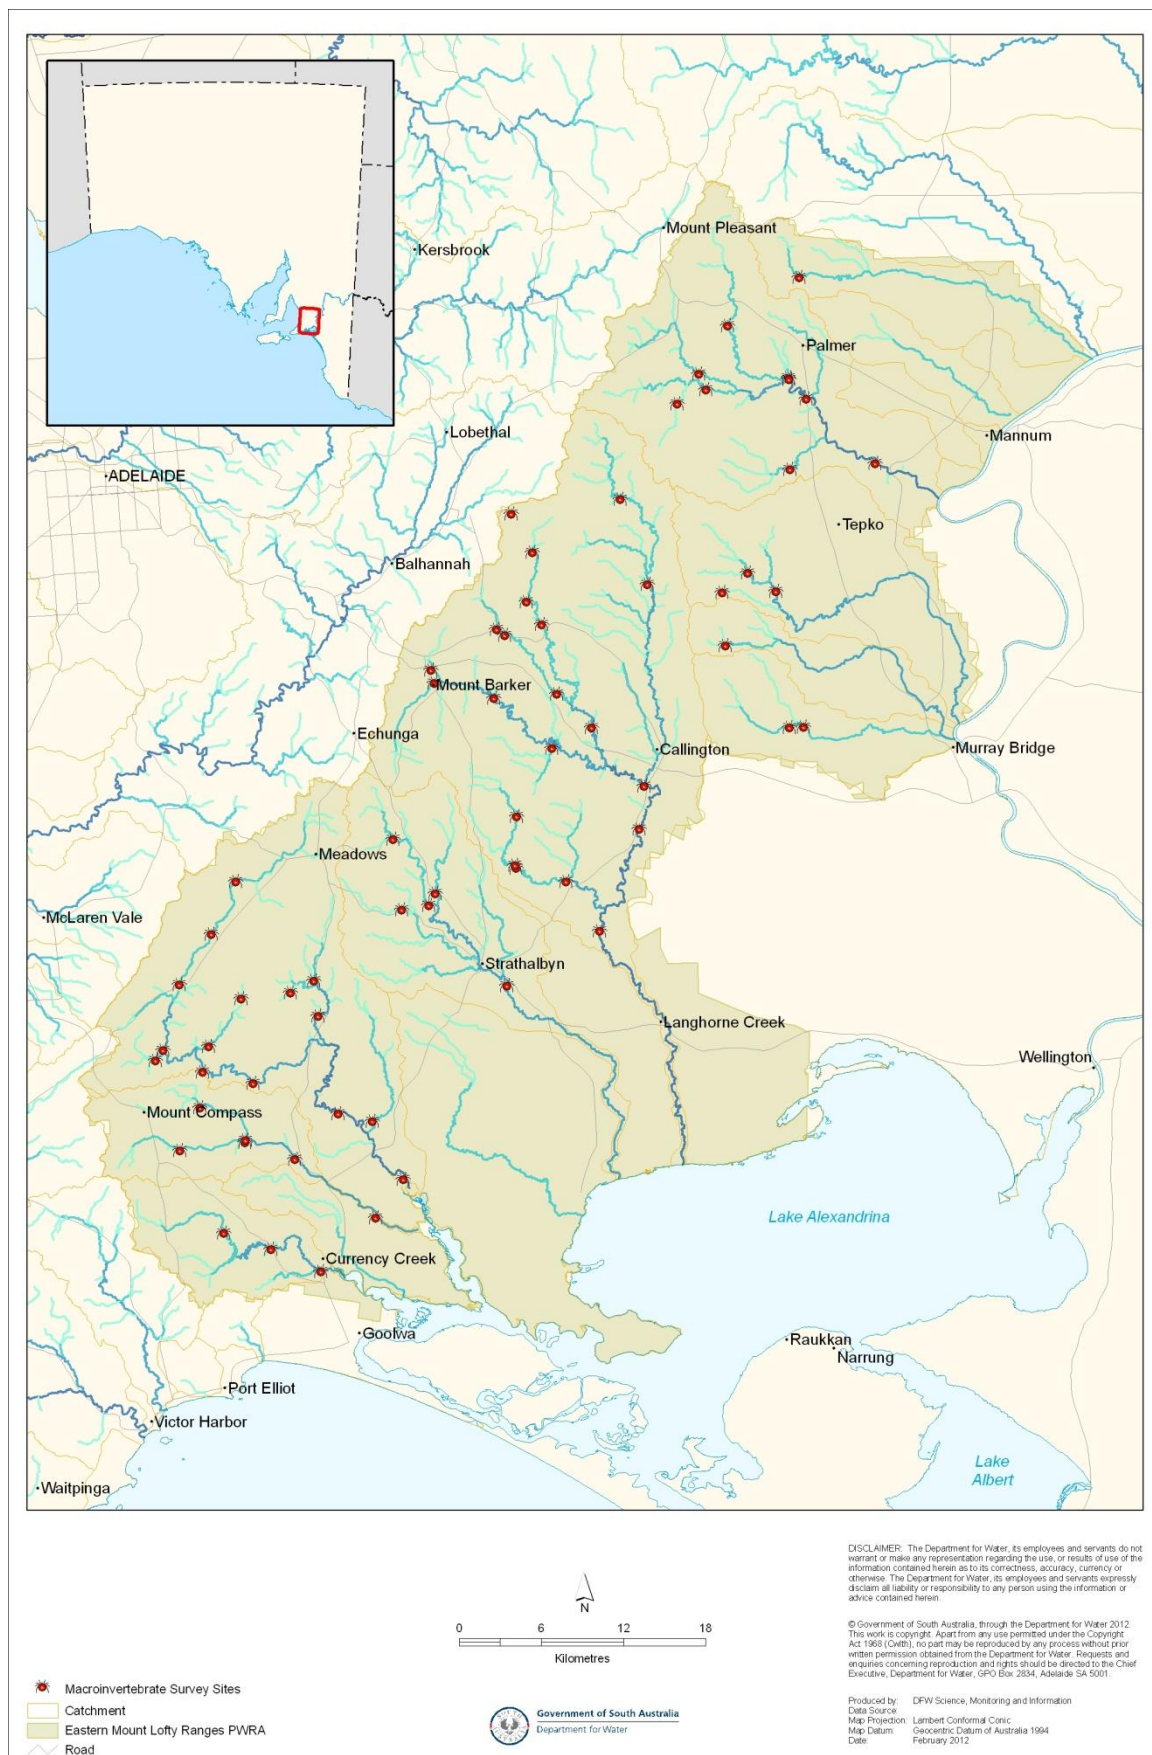 Mount Pleasant
Kersbrook
Palmer
Lobethal
Mannum
ADELAIDE
Tepko
Balhannah
Mount Barker
Echunga
Callington
Murray Bridge
Meadows
McLaren Vale
Strathalbyn
Langhorne Creek
Wellington
Mount Compass
Lake Alexandrina
Currency Creek
Goolwa
Raukkan
Narrung
Port Elliot
Victor Harbor
Lake
Albert
Waitpinga
DISCLAIMER: The Department for Water, its employees and servants do not
warrant or make any representation regarding the use, or results of use of the
information contained herein as to its correctness, accuracy, currency or
otherwise. The Department for Water, its employees and servants expressly
disclaim all liability or responsibility to any person using the information or
advice contained herein.
N
0 6 12 18
Kilometres
© Government of South Australia, through the Department for Water 2012.
This work is copyright. Apart from any use permitted under the Copyright
Act 1968 (Cwlth), no part may be reproduced by any process without prior
written permission obtained from the Department for Water. Requests and
enquiries concerning reproduction and rights should be directed to the Chief
Executive, Department for Water, GPO Box 2834, Adelaide SA 5001.
Macroinvertebrate Survey Sites
Catchment
Eastern Mount Lofty Ranges PWRA
Road
Government of South Australia
Department for Water
Produced by: DFW Science, Monitoring and Information
Data Source:
Map Projection: Lambert Conformal Conic
Map Datum: Geocentric Datum of Australia 1994
Date: February 2012